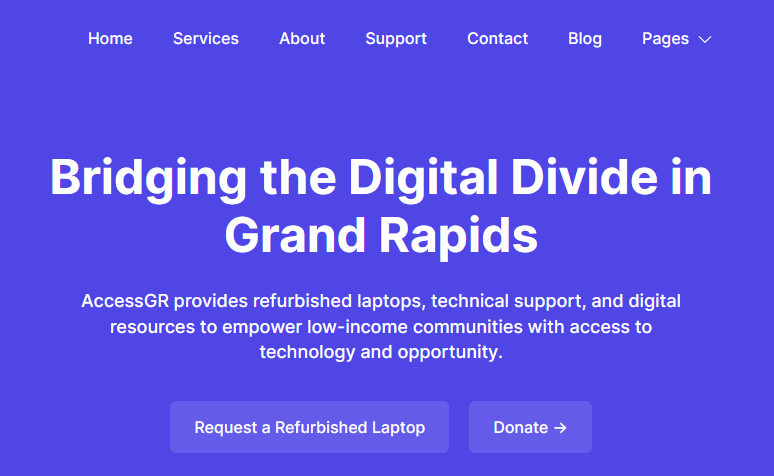 Home Services About Support Contact Blog Pages
Bridging the Digital Divide in
Grand Rapids
AccessGR provides refurbished laptops, technical support, and digital
resources to empower low-income communities with access to
technology and opportunity.
Request a Refurbished Laptop Donate →